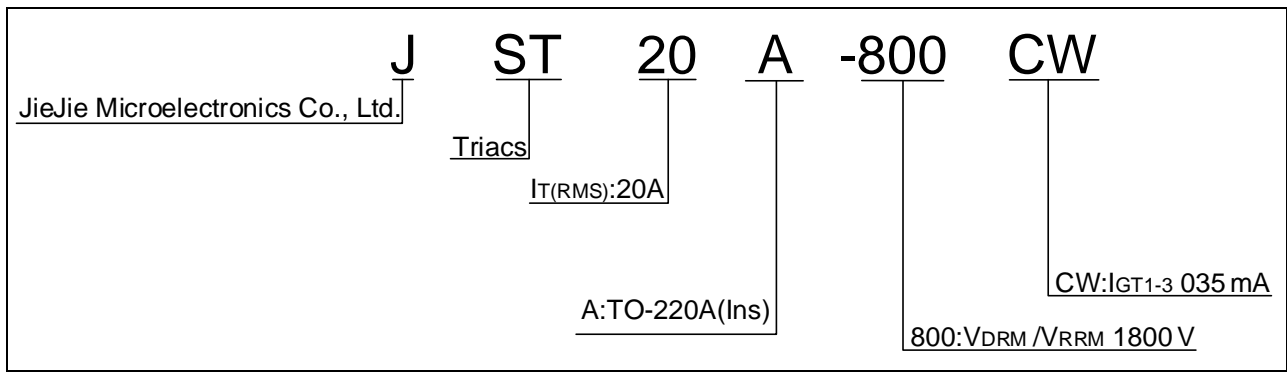 J ST 20 A -800 CW
JieJie Microelectronics Co., Ltd.
Triacs
IT(RMS):20A
CW:IGT1-3 035 mA
A:TO-220A(Ins)
800:VDRM /VRRM 1800 V